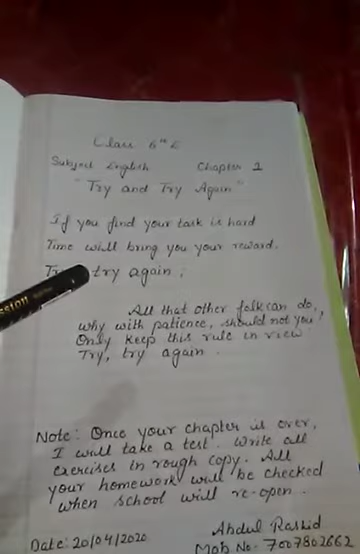 Class 6th E
Subject English Chapter 1
"Try and Try Again"
If you find your task is hard
Time will bring you your reward.
try again;
All that other folk can do,
why with patience, should not you
Only keep this rule in view
Try, try again.
Note: Once your chapter is over,
I will take a test. Write all
exercises in rough copy. All
your homework will be checked
when school will re-open.
Abdul Rashid
Date: 20/04/2020
Mob No: 7007802662